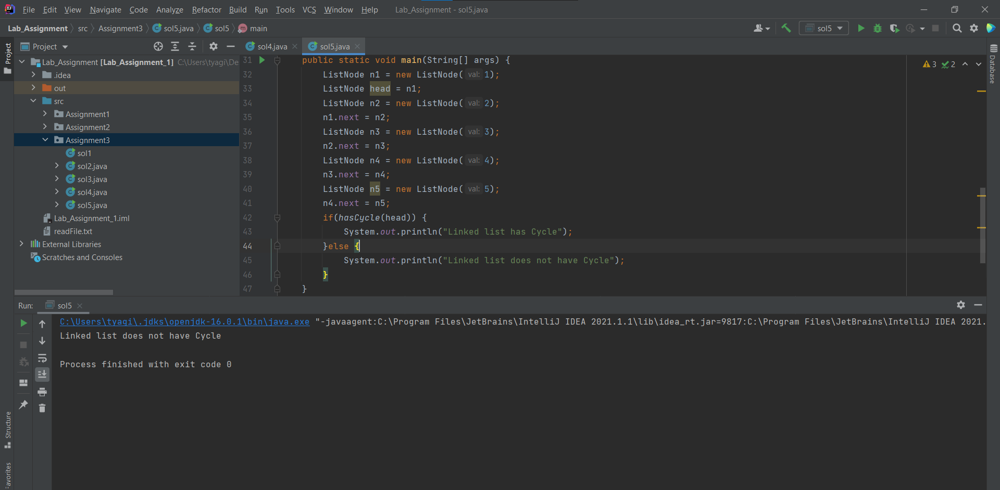 File Edit View Navigate Code Analyze Refactor Build Run Tools VCS Window Help Lab_Assignment - sol5.java
Lab_Assignment src Assignment3 sol5.java sol5 main
sol5
Project
sol4.java sol5.java
Project
Lab_Assignment [Lab_Assignment_1] C:\Users\tyagi\De
.idea
out
src
Assignment1
Assignment2
Assignment3
sol1
sol2.java
sol3.java
sol4.java
sol5.java
Lab_Assignment_1.iml
readFile.txt
External Libraries
Scratches and Consoles
31 public static void main(String[] args) {
32 ListNode n1 = new ListNode( val: 1);
33 ListNode head = n1;
34 ListNode n2 = new ListNode( val: 2);
35 n1.next = n2;
36 ListNode n3 = new ListNode( val: 3);
37 n2.next = n3;
38 ListNode n4 = new ListNode( val: 4);
39 n3.next = n4;
40 ListNode n5 = new ListNode( val: 5);
41 n4.next = n5;
42 if(hasCycle(head)) {
43 System.out.println("Linked list has Cycle");
44 }else {
45 System.out.println("Linked list does not have Cycle");
46 }
47 }
3 2
Database
Run: sol5
C:\Users\tyagi\.jdks\openjdk-16.0.1\bin\java.exe "-javaagent:C:\Program Files\JetBrains\IntelliJ IDEA 2021.1.1\lib\idea_rt.jar=9817:C:\Program Files\JetBrains\IntelliJ IDEA 2021.
Linked list does not have Cycle
Process finished with exit code 0
Structure
Favorites